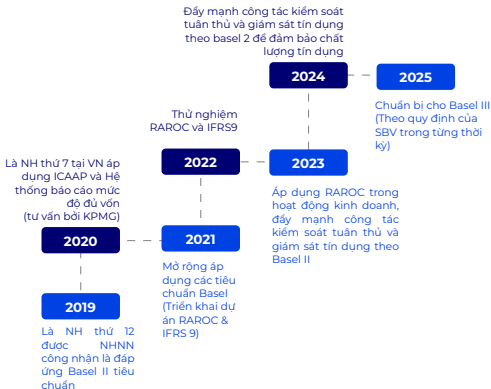 Đẩy mạnh công tác kiểm soát
tuân thủ và giám sát tín dụng
theo basel 2 để đảm bảo chất
lượng tín dụng
2024
2025
Chuẩn bị cho Basel III
(Theo quy định của
SBV trong từng thời
kỳ)
Thử nghiệm
RAROC và IFRS9
2022
2023
Áp dụng RAROC trong
hoạt động kinh doanh,
đẩy mạnh công tác
kiểm soát tuân thủ và
giám sát tín dụng theo
Basel II
Là NH thứ 7 tại VN áp
dụng ICAAP và Hệ
thống báo cáo mức
độ đủ vốn
(tư vấn bởi KPMG)
2020
2021
Mở rộng áp
dụng các tiêu
chuẩn Basel
(Triển khai dự
án RAROC &
IFRS 9)
2019
Là NH thứ 12
được NHNN
công nhận là đáp
ứng Basel II tiêu
chuẩn